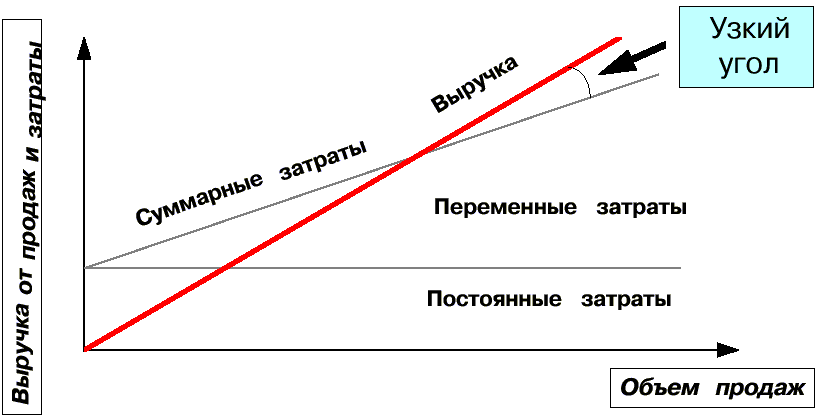 Узкий
угол
Выручка
Суммарные затраты
Переменные затраты
Постоянные затраты
Выручка от продаж и затраты
Объем продаж